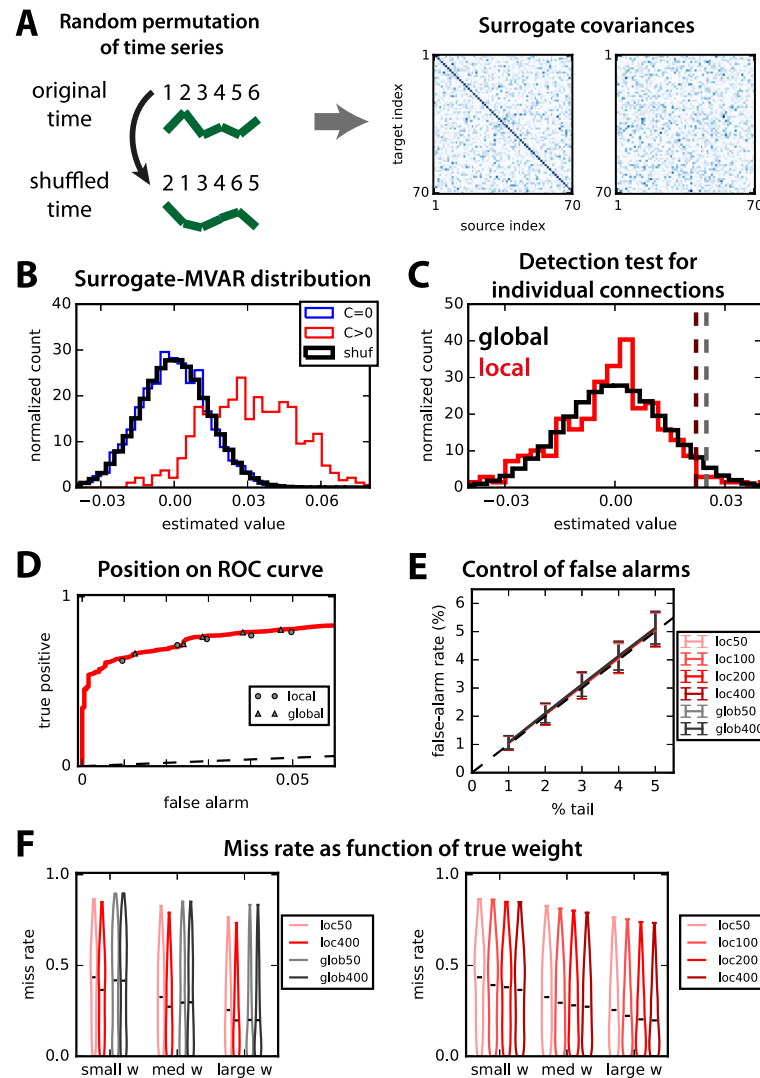 A
Random permutation
of time series
original
time
1 2 3 4 5 6
shuffled
time
2 1 3 4 6 5
Surrogate covariances
1
target index
70
1
70
source index
1
70
B
Surrogate-MVAR distribution
40
30
20
10
0
normalized count
−0.03
0.00
0.03
0.06
estimated value
C=0
C>0
shuf
C
Detection test for
individual connections
50
40
30
20
10
0
normalized count
global
local
−0.03
0.00
0.03
estimated value
D
Position on ROC curve
1
0
true positive
0
0.05
false alarm
local
global
E
Control of false alarms
6
5
4
3
2
1
0
false-alarm rate (%)
0 1 2 3 4 5
% tail
loc50
loc100
loc200
loc400
glob50
glob400
F
Miss rate as function of true weight
1.0
0.5
0.0
miss rate
small w
med w
large w
loc50
loc400
glob50
glob400
1.0
0.5
0.0
miss rate
small w
med w
large w
loc50
loc100
loc200
loc400